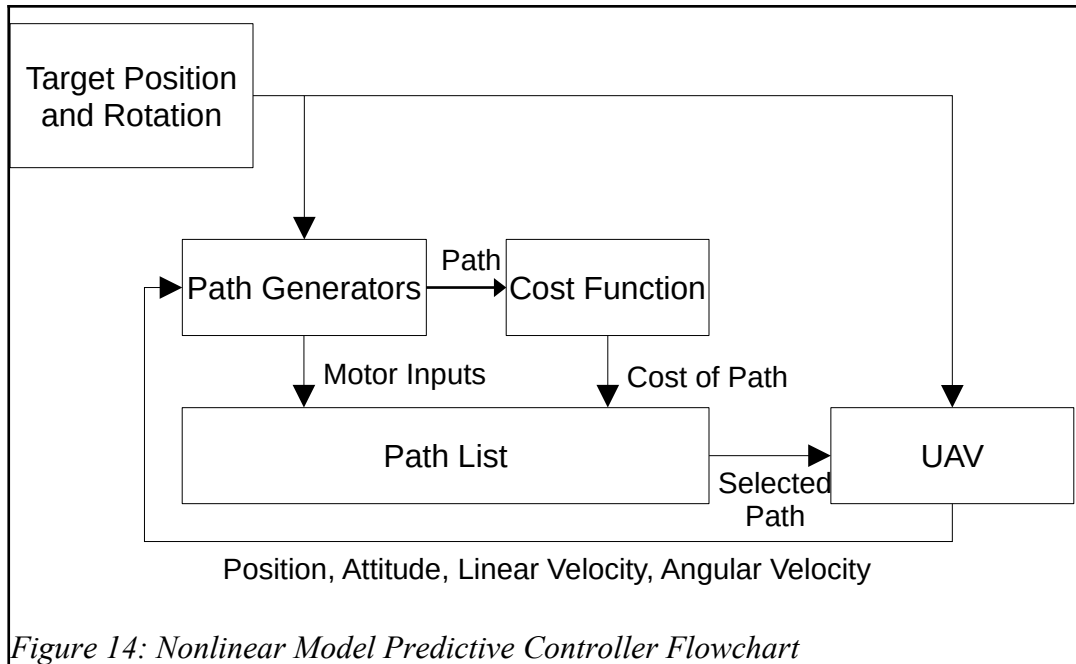 Target Position
and Rotation
Path
Path Generators
Cost Function
Motor Inputs
Cost of Path
Path List
UAV
Selected
Path
Position, Attitude, Linear Velocity, Angular Velocity
Figure 14: Nonlinear Model Predictive Controller Flowchart